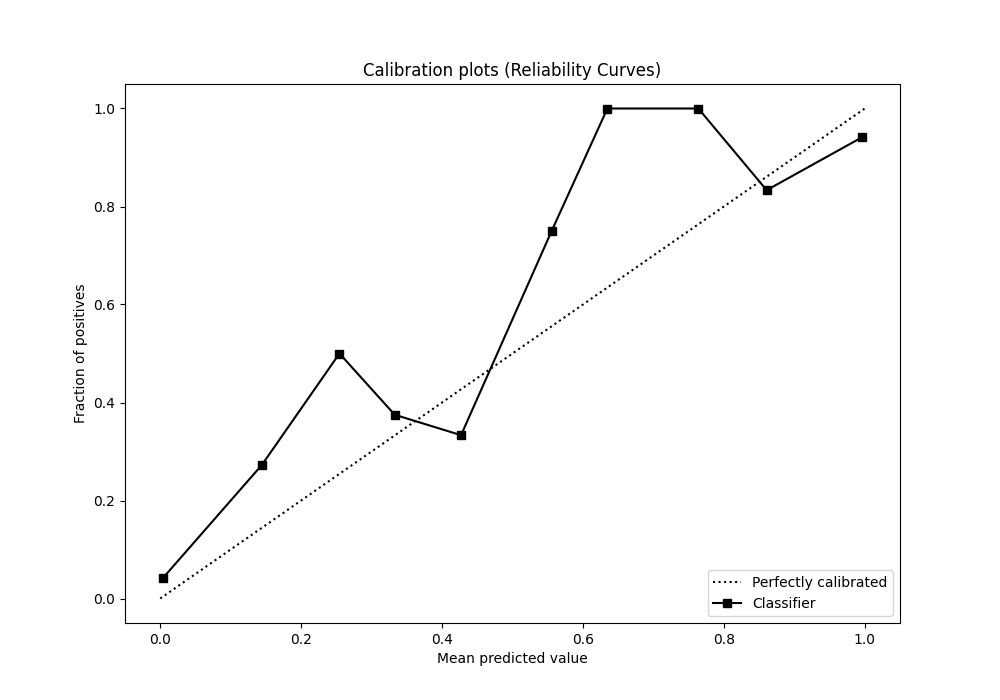 Calibration plots (Reliability Curves)
Fraction of positives
1.0
0.8
0.6
0.4
0.2
0.0
0.0 0.2 0.4 0.6 0.8 1.0
Mean predicted value
Perfectly calibrated
Classifier